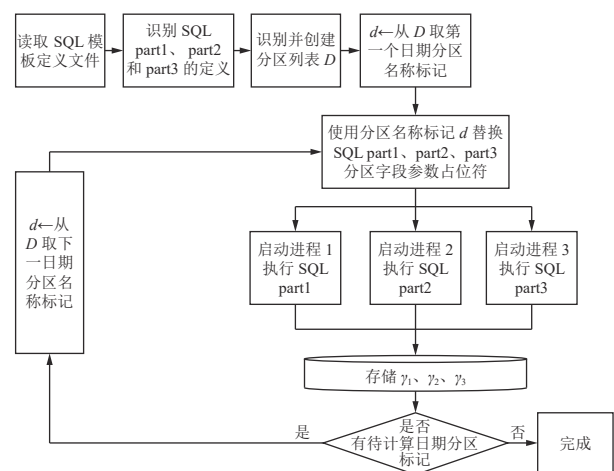 读取 SQL 模
板定义文件
识别 SQL
part1、 part2
和 part3 的定义
识别并创建
分区列表 D
d←从 D 取第
一个日期分区
名称标记
使用分区名称标记 d 替换
SQL part1、part2、part3
分区字段参数占位符
d←从
D 取下
一日期
分区名
称标记
启动进程 1
执行 SQL
part1
启动进程 2
执行 SQL
part2
启动进程 3
执行 SQL
part3
存储 γ₁、γ₂、γ₃
是
是否
有待计算日期分区
标记
否
完成